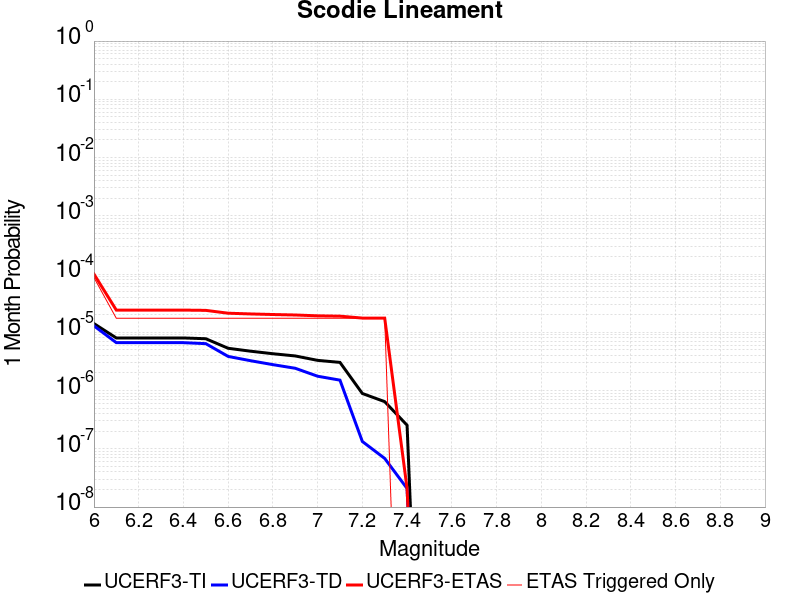 Scodie Lineament
10^0
10^-1
10^-2
10^-3
10^-4
10^-5
10^-6
10^-7
10^-8
1 Month Probability
6 6.2 6.4 6.6 6.8 7 7.2 7.4 7.6 7.8 8 8.2 8.4 8.6 8.8 9
Magnitude
UCERF3-TI UCERF3-TD UCERF3-ETAS ETAS Triggered Only